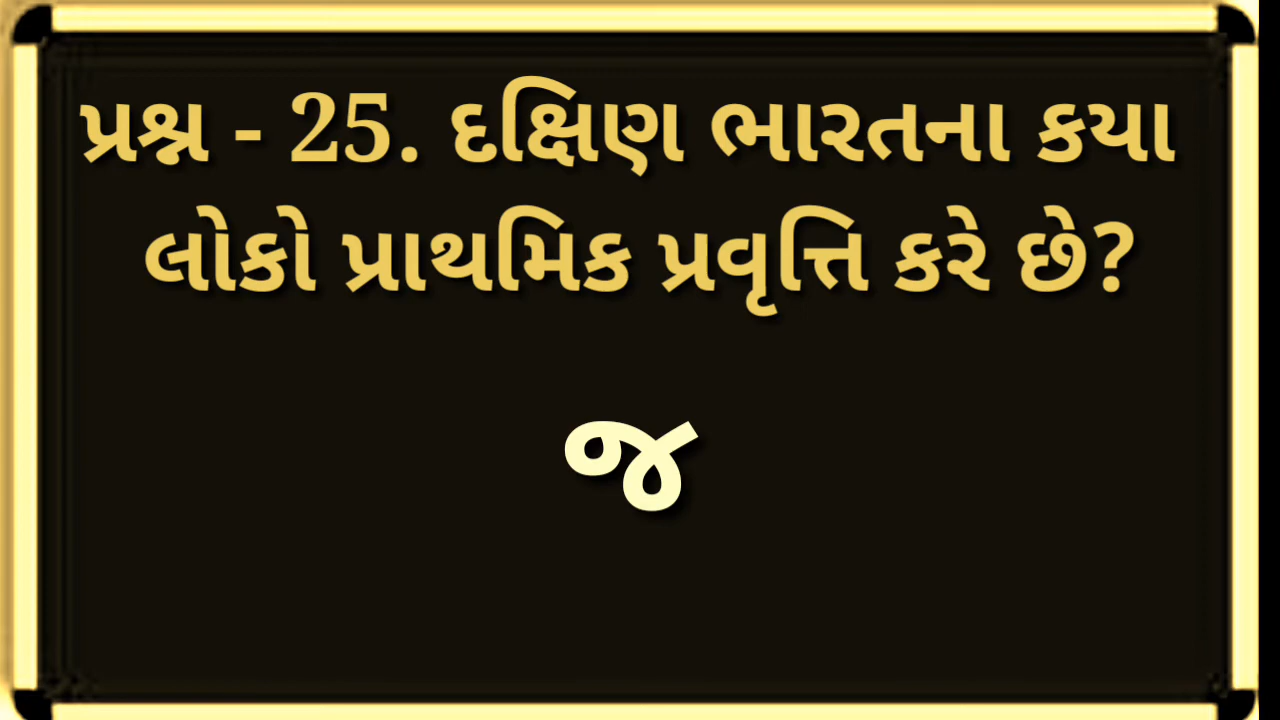 પ્રશ્ન - 25. દક્ષિણ ભારતના કયા
લોકો પ્રાથમિક પ્રવૃત્તિ કરે છે?
જ